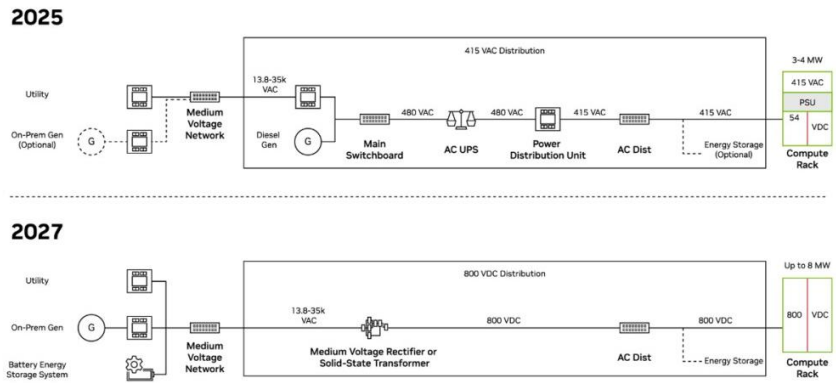 2025
415 VAC Distribution
3-4 MW
13.8-35k
VAC
415 VAC
Utility
PSU
480 VAC
480 VAC
415 VAC
415 VAC
54
VDC
Medium
Voltage
Network
On-Prem Gen
(Optional)
G
Diesel
Gen
G
Main
Switchboard
AC UPS
Power
Distribution Unit
AC Dist
Energy Storage
(Optional)
Compute
Rack
2027
800 VDC Distribution
Up to 8 MW
Utility
13.8-35k
VAC
800 VDC
800 VDC
800
VDC
On-Prem Gen
G
Medium
Voltage
Network
Medium Voltage Rectifier or
Solid-State Transformer
AC Dist
Energy Storage
Compute
Rack
Battery Energy
Storage System